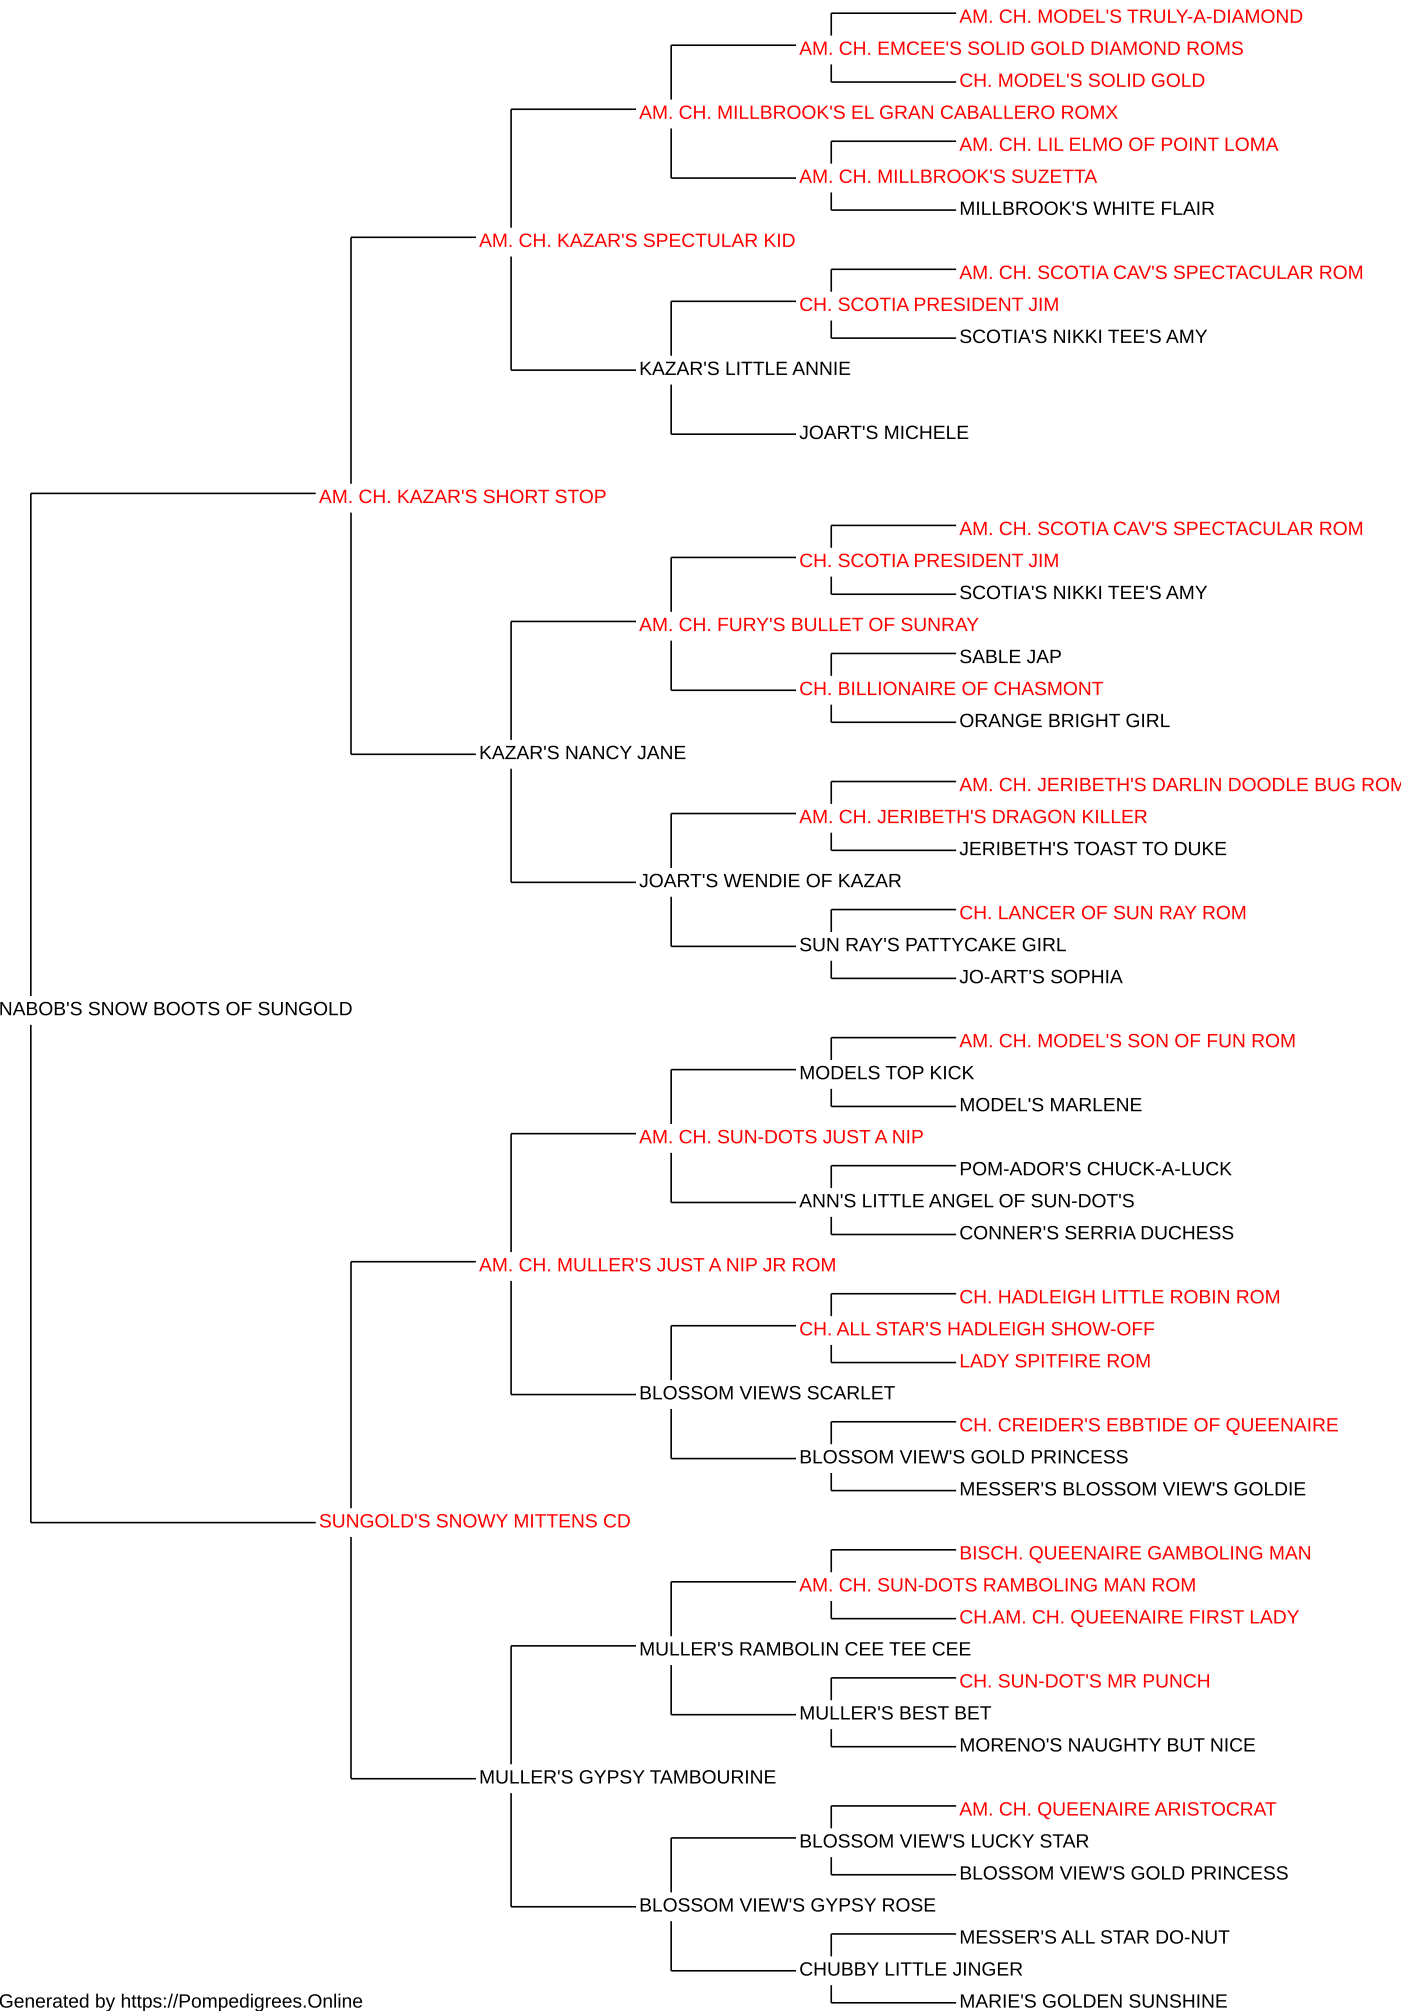 AM. CH. MODEL'S TRULY-A-DIAMOND
AM. CH. EMCEE'S SOLID GOLD DIAMOND ROMS
CH. MODEL'S SOLID GOLD
AM. CH. MILLBROOK'S EL GRAN CABALLERO ROMX
AM. CH. LIL ELMO OF POINT LOMA
AM. CH. MILLBROOK'S SUZETTA
MILLBROOK'S WHITE FLAIR
AM. CH. KAZAR'S SPECTULAR KID
AM. CH. SCOTIA CAV'S SPECTACULAR ROM
CH. SCOTIA PRESIDENT JIM
SCOTIA'S NIKKI TEE'S AMY
KAZAR'S LITTLE ANNIE
JOART'S MICHELE
AM. CH. KAZAR'S SHORT STOP
AM. CH. SCOTIA CAV'S SPECTACULAR ROM
CH. SCOTIA PRESIDENT JIM
SCOTIA'S NIKKI TEE'S AMY
AM. CH. FURY'S BULLET OF SUNRAY
SABLE JAP
CH. BILLIONAIRE OF CHASMONT
ORANGE BRIGHT GIRL
KAZAR'S NANCY JANE
AM. CH. JERIBETH'S DARLIN DOODLE BUG ROM
AM. CH. JERIBETH'S DRAGON KILLER
JERIBETH'S TOAST TO DUKE
JOART'S WENDIE OF KAZAR
CH. LANCER OF SUN RAY ROM
SUN RAY'S PATTYCAKE GIRL
JO-ART'S SOPHIA
NABOB'S SNOW BOOTS OF SUNGOLD
AM. CH. MODEL'S SON OF FUN ROM
MODELS TOP KICK
MODEL'S MARLENE
AM. CH. SUN-DOTS JUST A NIP
POM-ADOR'S CHUCK-A-LUCK
ANN'S LITTLE ANGEL OF SUN-DOT'S
CONNER'S SERRIA DUCHESS
AM. CH. MULLER'S JUST A NIP JR ROM
CH. HADLEIGH LITTLE ROBIN ROM
CH. ALL STAR'S HADLEIGH SHOW-OFF
LADY SPITFIRE ROM
BLOSSOM VIEWS SCARLET
CH. CREIDER'S EBBTIDE OF QUEENAIRE
BLOSSOM VIEW'S GOLD PRINCESS
MESSER'S BLOSSOM VIEW'S GOLDIE
SUNGOLD'S SNOWY MITTENS CD
BISCH. QUEENAIRE GAMBOLING MAN
AM. CH. SUN-DOTS RAMBOLING MAN ROM
CH.AM. CH. QUEENAIRE FIRST LADY
MULLER'S RAMBOLIN CEE TEE CEE
CH. SUN-DOT'S MR PUNCH
MULLER'S BEST BET
MORENO'S NAUGHTY BUT NICE
MULLER'S GYPSY TAMBOURINE
AM. CH. QUEENAIRE ARISTOCRAT
BLOSSOM VIEW'S LUCKY STAR
BLOSSOM VIEW'S GOLD PRINCESS
BLOSSOM VIEW'S GYPSY ROSE
MESSER'S ALL STAR DO-NUT
CHUBBY LITTLE JINGER
MARIE'S GOLDEN SUNSHINE
Generated by https://Pompedigrees.Online